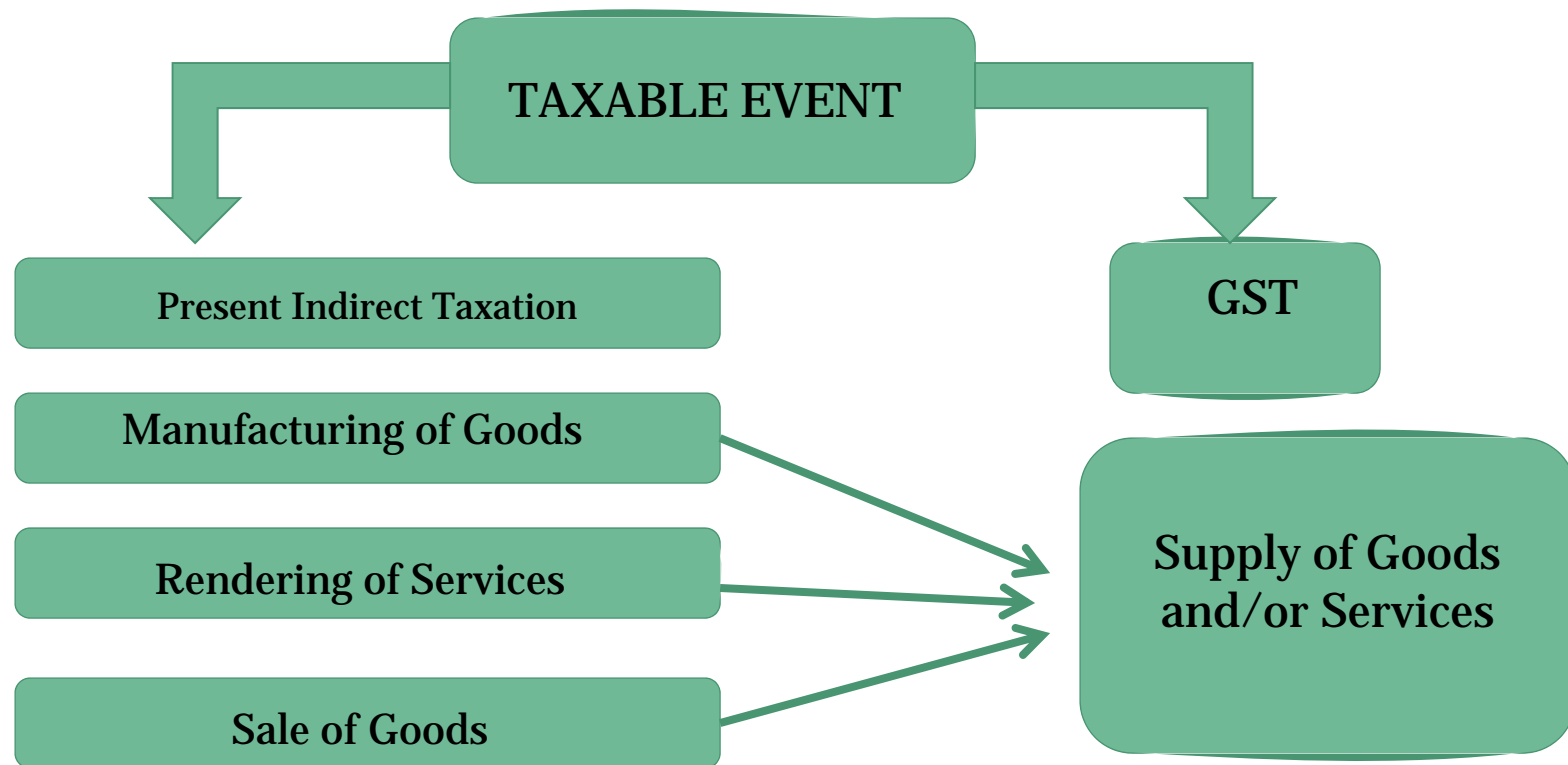 TAXABLE EVENT
Present Indirect Taxation
GST
Manufacturing of Goods
Rendering of Services
Sale of Goods
Supply of Goods
and/or Services